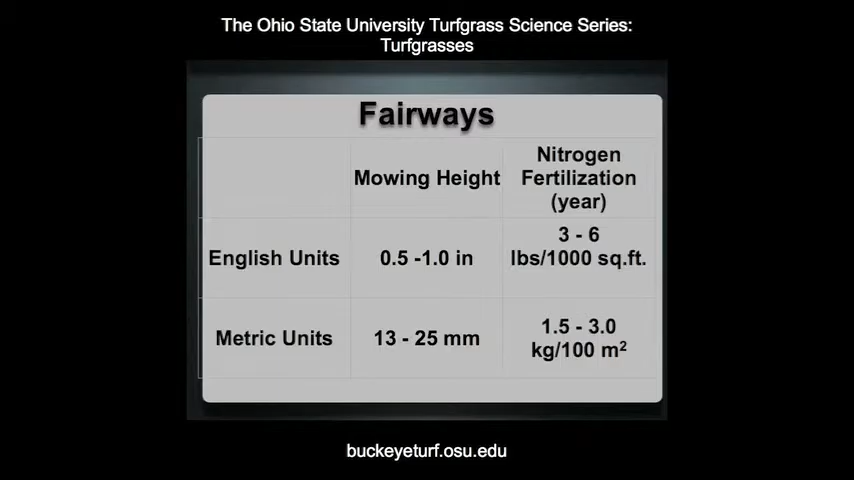 The Ohio State University Turfgrass Science Series:
Turfgrasses
Fairways
Mowing Height
Nitrogen
Fertilization
(year)
English Units
0.5 -1.0 in
3 - 6
lbs/1000 sq.ft.
Metric Units
13 - 25 mm
1.5 - 3.0
kg/100 m²
buckeyeturf.osu.edu